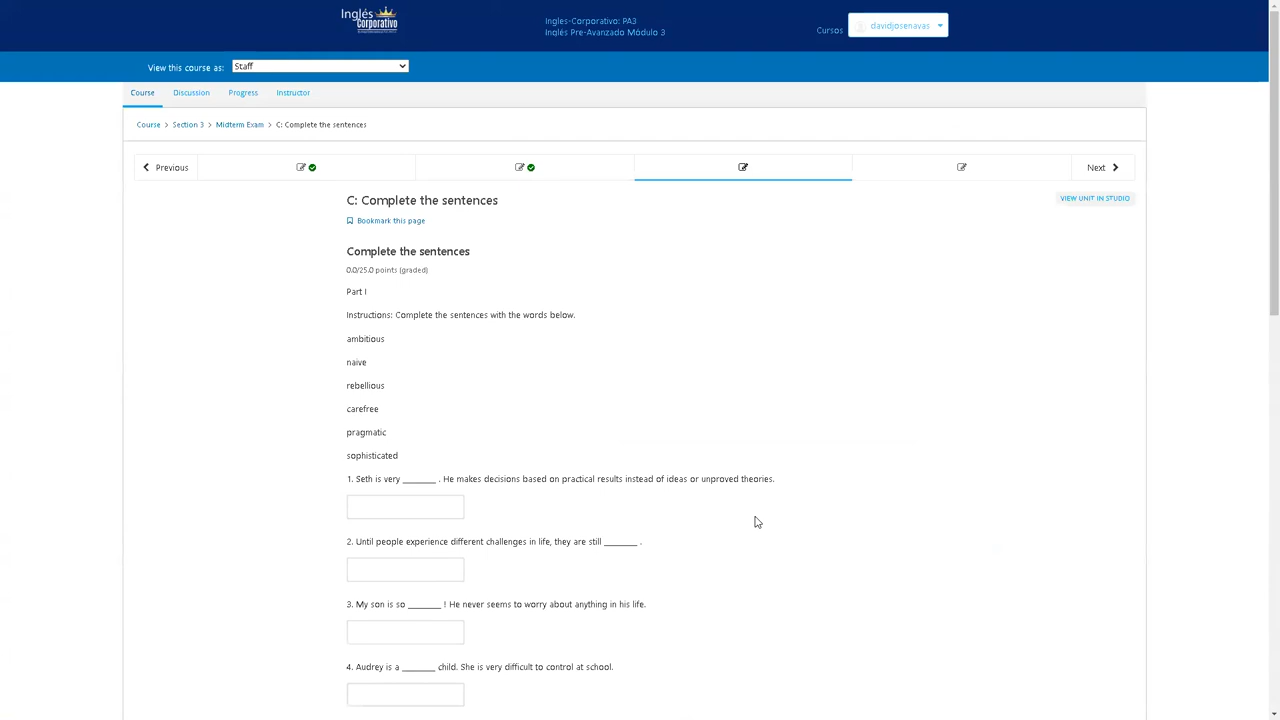 Inglés Corporativo
Ingles-Corporativo: PA3
Inglés Pre-Avanzado Módulo 3
Cursos
davidjosenavas
View this course as:
Staff
Course
Discussion
Progress
Instructor
Course > Section 3 > Midterm Exam > C: Complete the sentences
Previous
Next
C: Complete the sentences
VIEW UNIT IN STUDIO
Bookmark this page
Complete the sentences
0.0/25.0 points (graded)
Part I
Instructions: Complete the sentences with the words below.
ambitious
naive
rebellious
carefree
pragmatic
sophisticated
1. Seth is very _______ . He makes decisions based on practical results instead of ideas or unproved theories.
2. Until people experience different challenges in life, they are still _______ .
3. My son is so _______ ! He never seems to worry about anything in his life.
4. Audrey is a _______ child. She is very difficult to control at school.